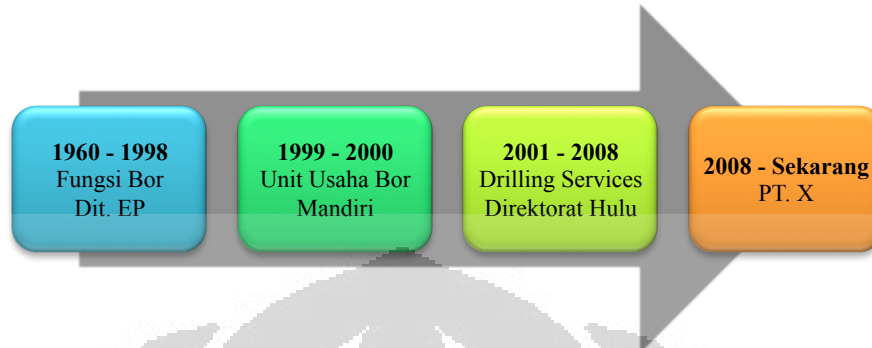 1960 - 1998
Fungsi Bor
Dit. EP
1999 - 2000
Unit Usaha Bor
Mandiri
2001 - 2008
Drilling Services
Direktorat Hulu
2008 - Sekarang
PT. X